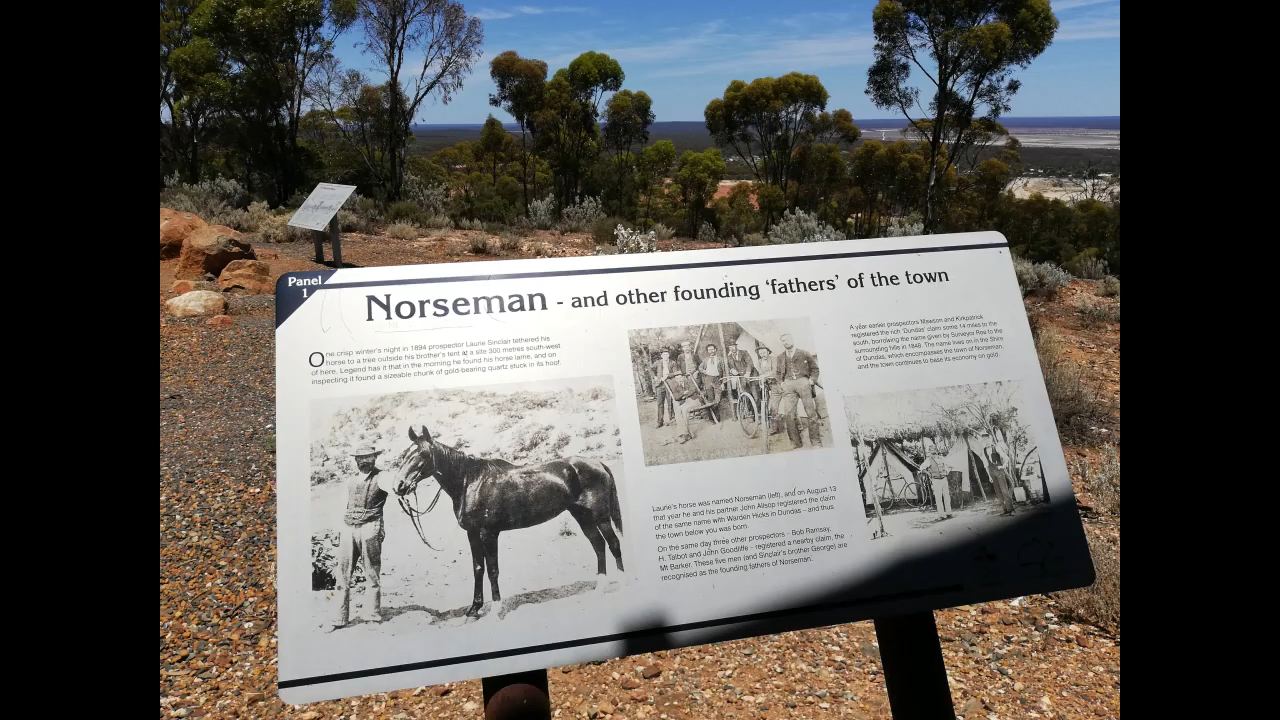 Panel
1
Norseman - and other founding 'fathers' of the town
One crisp winter's night in 1894 prospector Laurie Sinclair tethered his
horse to a tree outside his brother's tent at a site 300 metres south-west
of here. Legend has it that in the morning he found his horse lame, and on
inspecting it found a sizeable chunk of gold-bearing quartz stuck in its hoof.
Laurie's horse was named Norseman (left), and on August 13
that year he and his partner John Allsop registered the claim
of the same name with Warden Hicks in Dundas – and thus
the town below you was born.
On the same day three other prospectors - Bob Ramsay,
H. Talbot and John Goodliffe - registered a nearby claim, the
Mt Barker. These five men (and Sinclair's brother George) are
recognised as the founding fathers of Norseman.
A year earlier prospectors Mawson and Kirkpatrick
registered the rich 'Dundas' claim some 14 miles to the
south, borrowing the name given by Surveyor Roe to the
surrounding hills in 1848. The name lives on in the Shire
of Dundas, which encompasses the town of Norseman,
and the town continues to base its economy on gold.